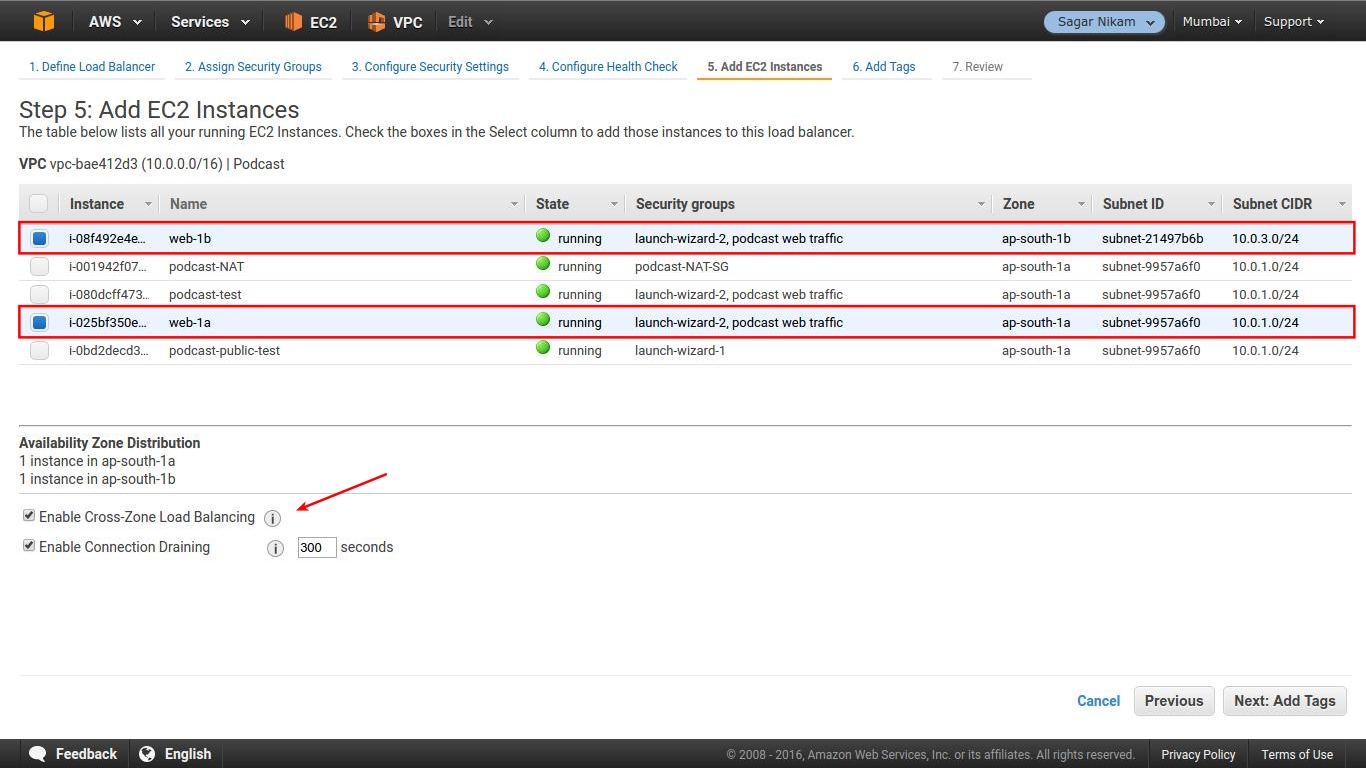 AWS Services EC2 VPC Edit Sagar Nikam Mumbai Support
1. Define Load Balancer 2. Assign Security Groups 3. Configure Security Settings 4. Configure Health Check 5. Add EC2 Instances 6. Add Tags 7. Review
Step 5: Add EC2 Instances
The table below lists all your running EC2 Instances. Check the boxes in the Select column to add those instances to this load balancer.
VPC vpc-bae412d3 (10.0.0.0/16) | Podcast
Instance Name State Security groups Zone Subnet ID Subnet CIDR
i-08f492e4e... web-1b running launch-wizard-2, podcast web traffic ap-south-1b subnet-21497b6b 10.0.3.0/24
i-001942f07... podcast-NAT running podcast-NAT-SG ap-south-1a subnet-9957a6f0 10.0.1.0/24
i-080dcff473... podcast-test running launch-wizard-2, podcast web traffic ap-south-1a subnet-9957a6f0 10.0.1.0/24
i-025bf350e... web-1a running launch-wizard-2, podcast web traffic ap-south-1a subnet-9957a6f0 10.0.1.0/24
i-0bd2decd3... podcast-public-test running launch-wizard-1 ap-south-1a subnet-9957a6f0 10.0.1.0/24
Availability Zone Distribution
1 instance in ap-south-1a
1 instance in ap-south-1b
Enable Cross-Zone Load Balancing i
Enable Connection Draining i 300 seconds
Cancel Previous Next: Add Tags
Feedback English © 2008 - 2016, Amazon Web Services, Inc. or its affiliates. All rights reserved. Privacy Policy Terms of Use